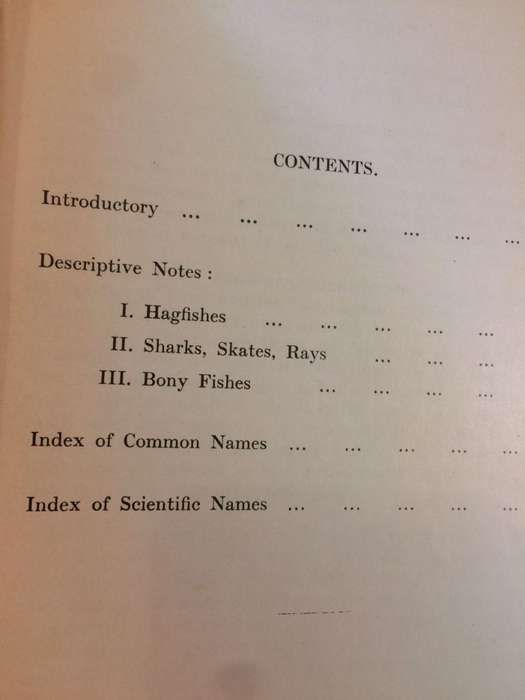 CONTENTS.
Introductory ... ... ... ... ... ... ...
Descriptive Notes :
I. Hagfishes ... ... ... ... ...
II. Sharks, Skates, Rays ... ... ...
III. Bony Fishes ... ... ... ...
Index of Common Names ... ... ... ... ...
Index of Scientific Names ... ... ... ... ...